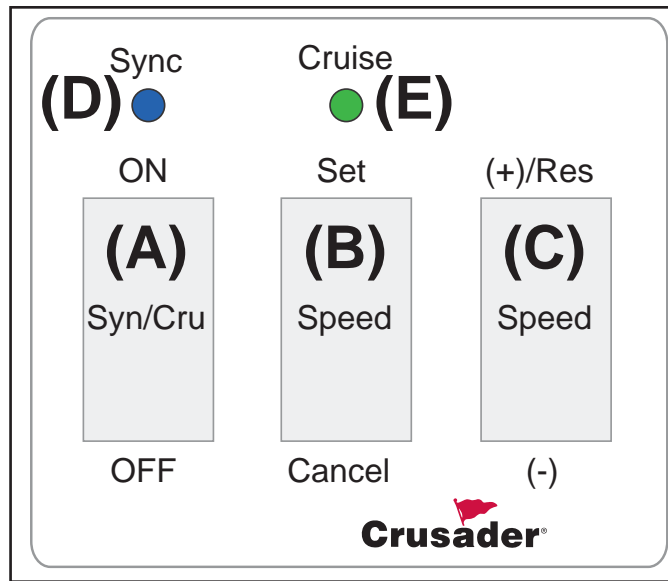 Sync Cruise
(D) (E)
ON Set (+)/Res
(A) (B) (C)
Syn/Cru Speed Speed
OFF Cancel (-)
Crusader®